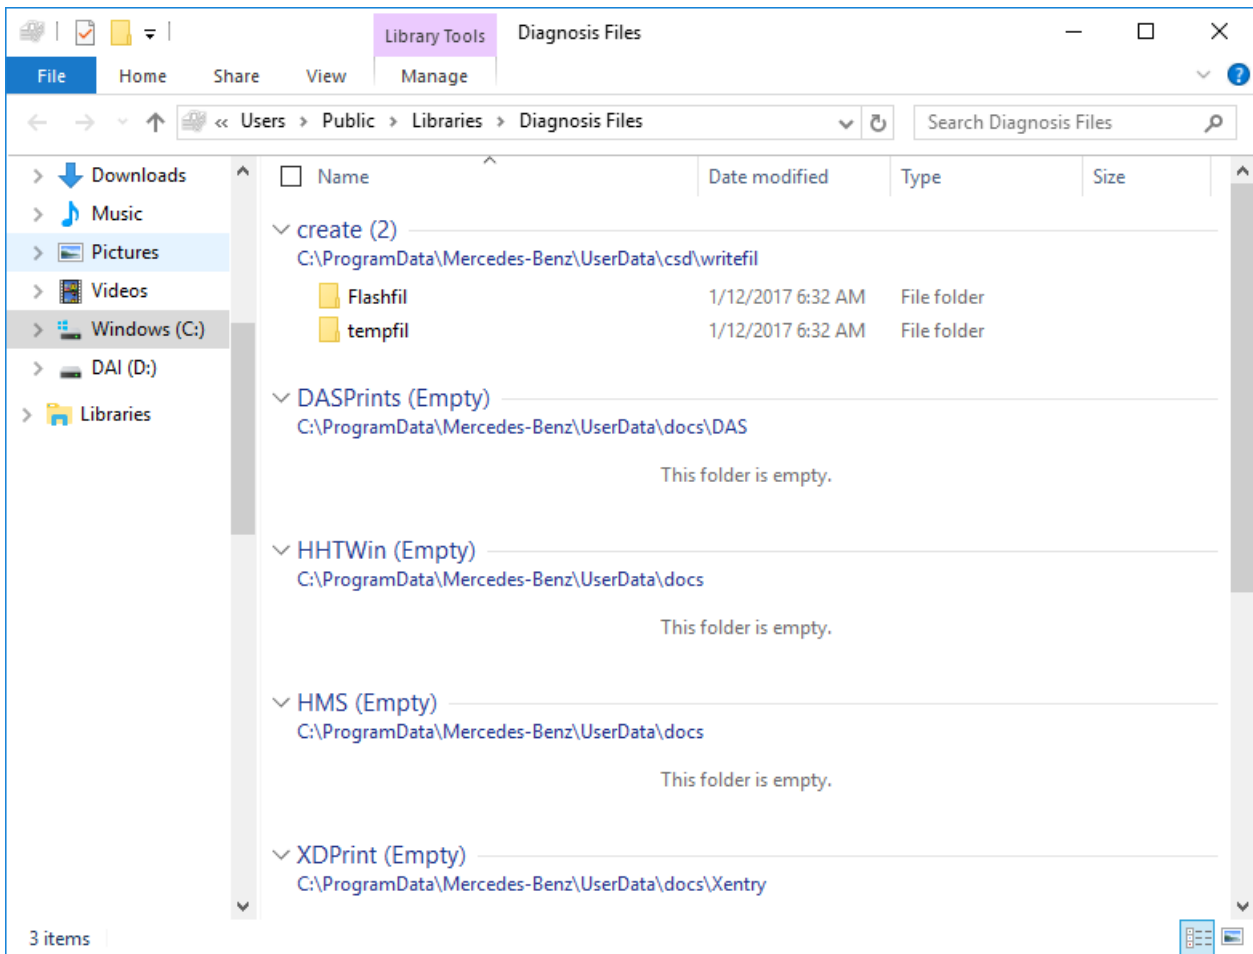 Library Tools Diagnosis Files
File Home Share View Manage
« Users > Public > Libraries > Diagnosis Files Search Diagnosis Files
Downloads
Music
Pictures
Videos
Windows (C:)
DAI (D:)
Libraries
Name Date modified Type Size
create (2)
C:\ProgramData\Mercedes-Benz\UserData\csd\writefil
Flashfil 1/12/2017 6:32 AM File folder
tempfil 1/12/2017 6:32 AM File folder
DASPrints (Empty)
C:\ProgramData\Mercedes-Benz\UserData\docs\DAS
This folder is empty.
HHTWin (Empty)
C:\ProgramData\Mercedes-Benz\UserData\docs
This folder is empty.
HMS (Empty)
C:\ProgramData\Mercedes-Benz\UserData\docs
This folder is empty.
XDPrint (Empty)
C:\ProgramData\Mercedes-Benz\UserData\docs\Xentry
3 items